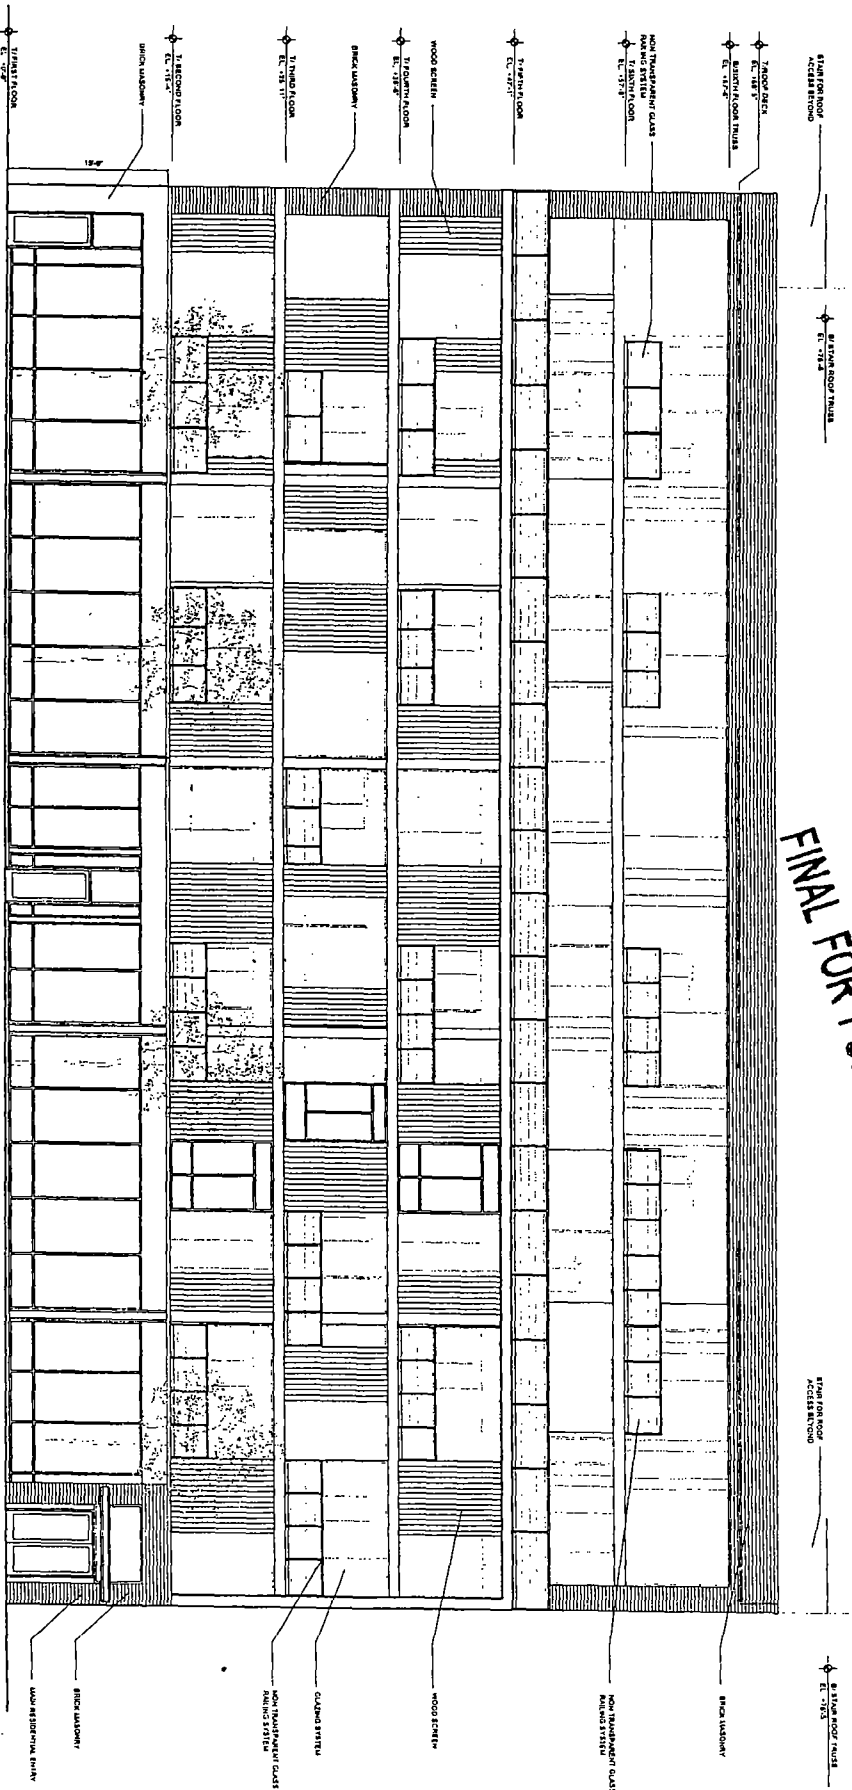 STAIR FOR ROOF
ACCESS BEYOND
B/ STAIR ROOF TRUSS
T/ROOF DECK
B/SIXTH FLOOR TRUSS
NON TRANSPARENT GLASS
RAILING SYSTEM
T/ SIXTH FLOOR
T/ FIFTH FLOOR
WOOD SCREEN
T/ FOURTH FLOOR
BRICK MASONRY
T/ THIRD FLOOR
T/ SECOND FLOOR
BRICK MASONRY
T/ FIRST FLOOR
FINAL FOR
STAIR FOR ROOF
ACCESS BEYOND
B/ STAIR ROOF TRUSS
BRICK MASONRY
NON TRANSPARENT GLASS
RAILING SYSTEM
WOOD SCREEN
GLAZING SYSTEM
NON TRANSPARENT GLASS
RAILING SYSTEM
BRICK MASONRY
MAIN RESIDENTIAL ENTRY